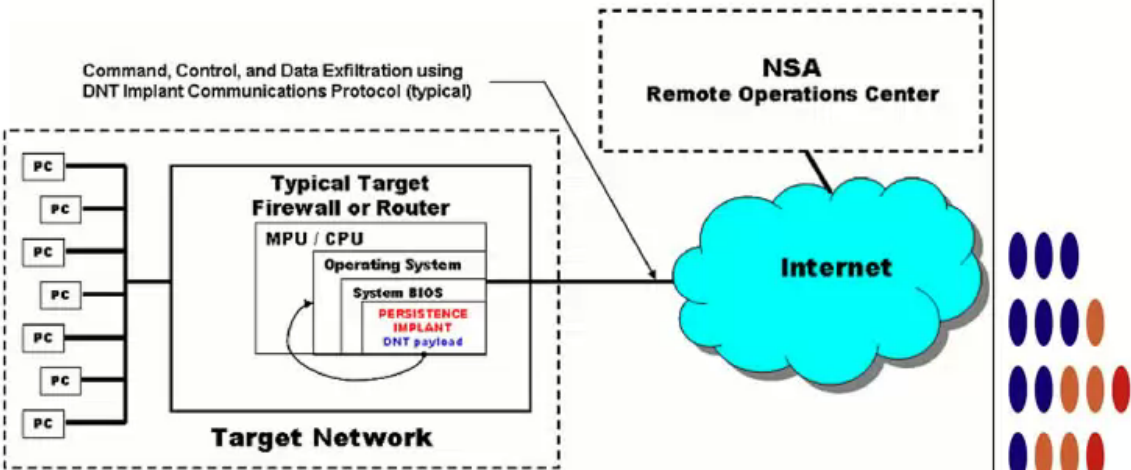 Command, Control, and Data Exfiltration using
DNT Implant Communications Protocol (typical)
NSA
Remote Operations Center
PC
PC
PC
PC
PC
PC
PC
Typical Target
Firewall or Router
MPU / CPU
Operating System
System BIOS
PERSISTENCE
IMPLANT
DNT payload
Internet
Target Network